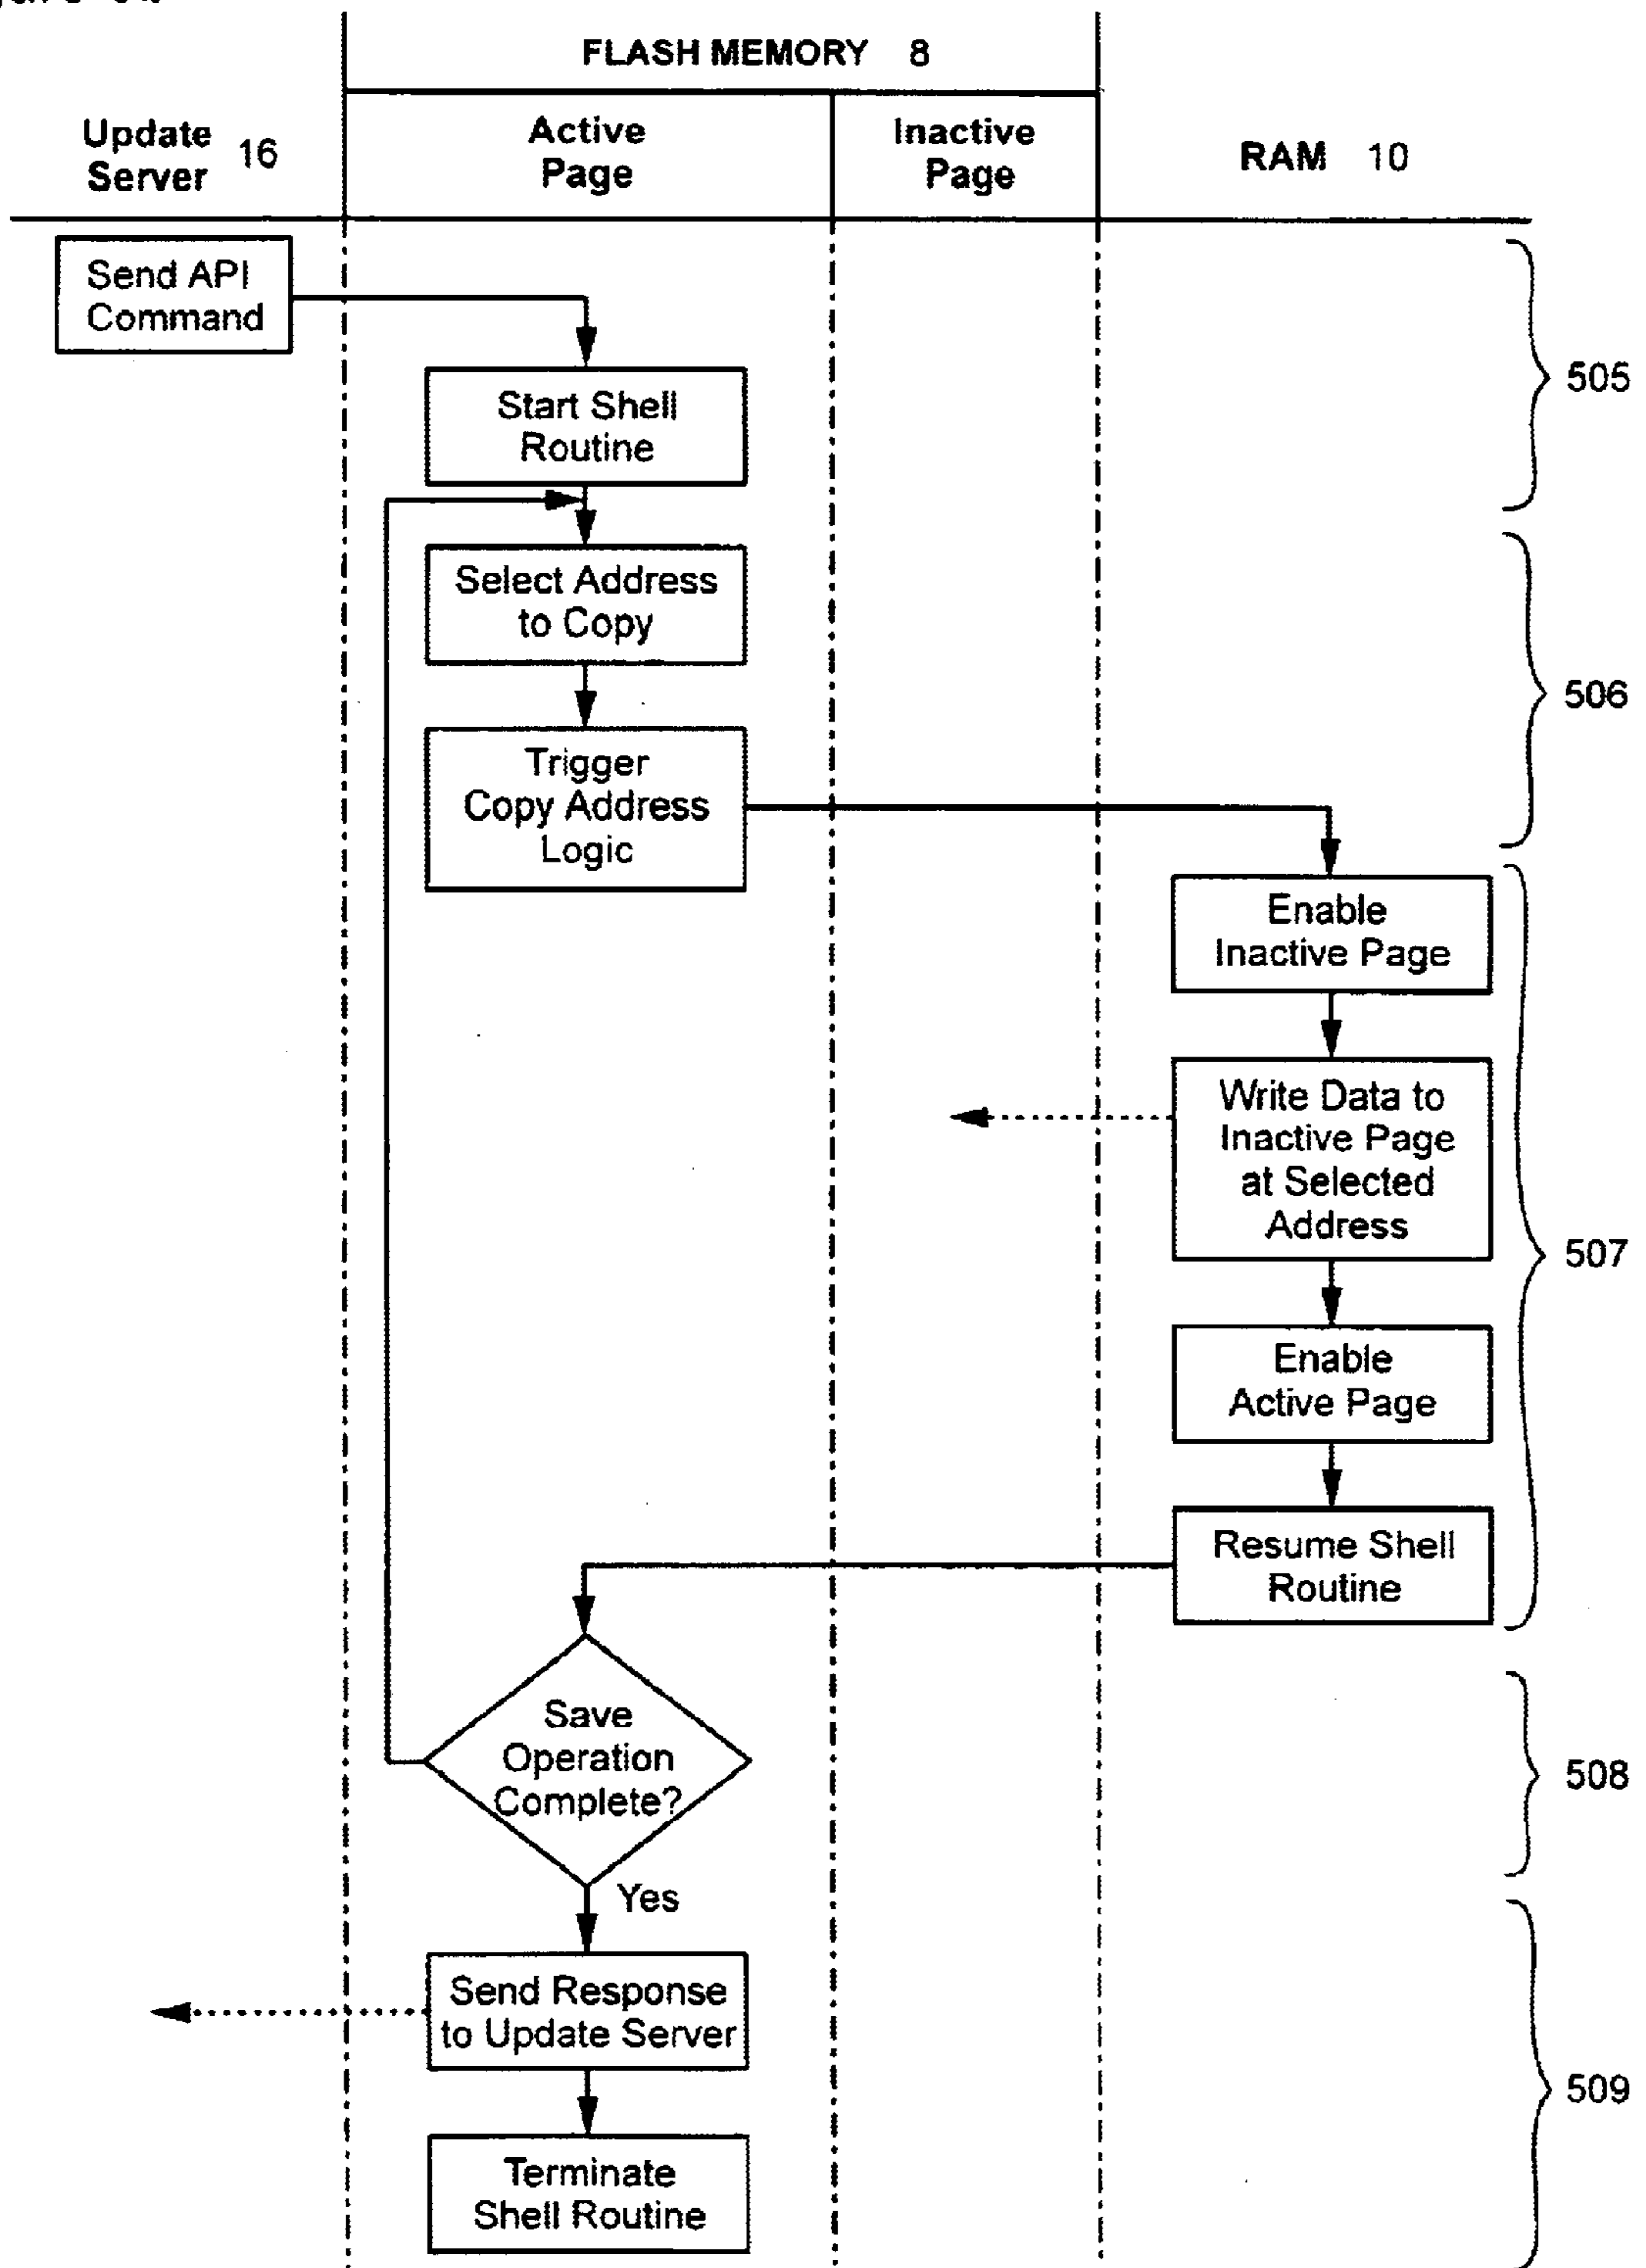 FLASH MEMORY 8
Update
Server 16
Active
Page
Inactive
Page
RAM 10
Send API
Command
Start Shell
Routine
505
Select Address
to Copy
506
Trigger
Copy Address
Logic
Enable
Inactive Page
Write Data to
Inactive Page
at Selected
Address
507
Enable
Active Page
Resume Shell
Routine
Save
Operation
Complete?
508
Yes
Send Response
to Update Server
509
Terminate
Shell Routine